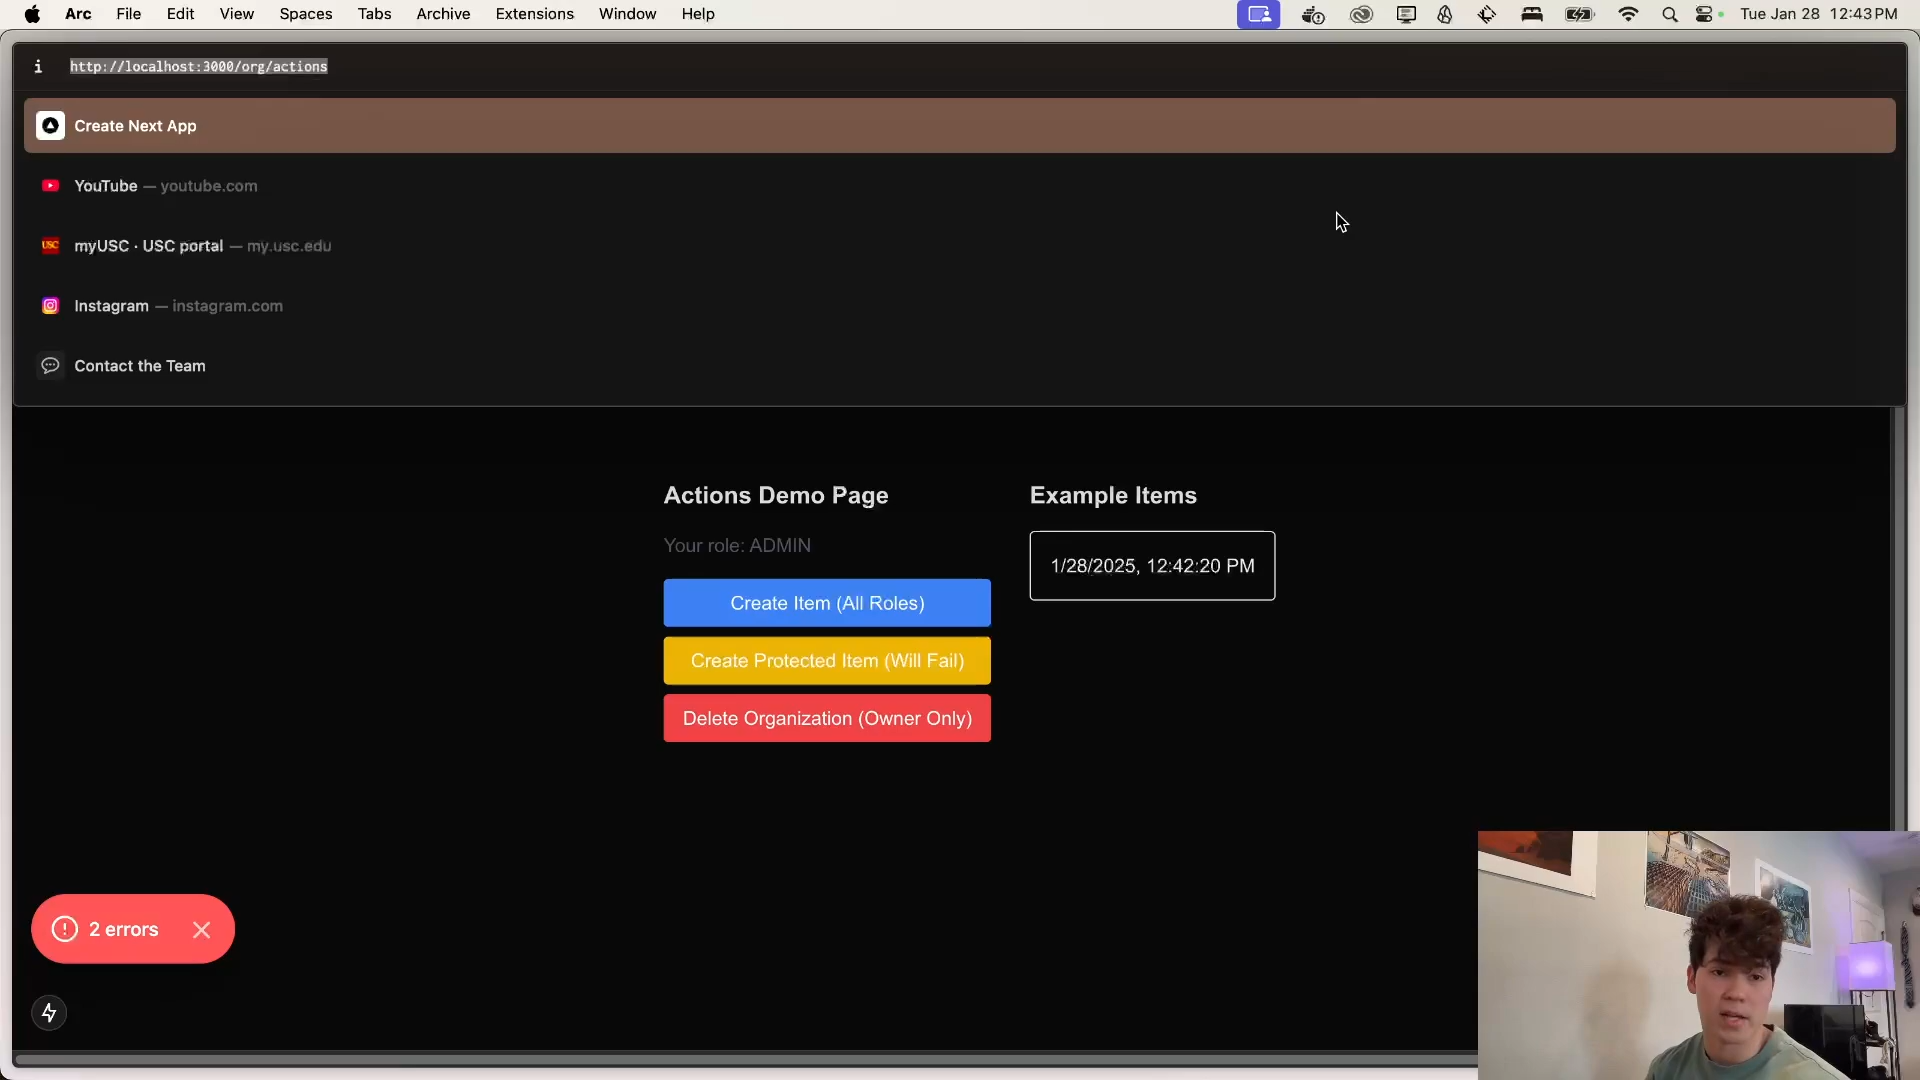 Arc File Edit View Spaces Tabs Archive Extensions Window Help Tue Jan 28 12:43 PM
i http://localhost:3000/org/actions
Create Next App
YouTube — youtube.com
USC myUSC · USC portal — my.usc.edu
Instagram — instagram.com
Contact the Team
Actions Demo Page
Your role: ADMIN
Create Item (All Roles)
Create Protected Item (Will Fail)
Delete Organization (Owner Only)
Example Items
1/28/2025, 12:42:20 PM
2 errors